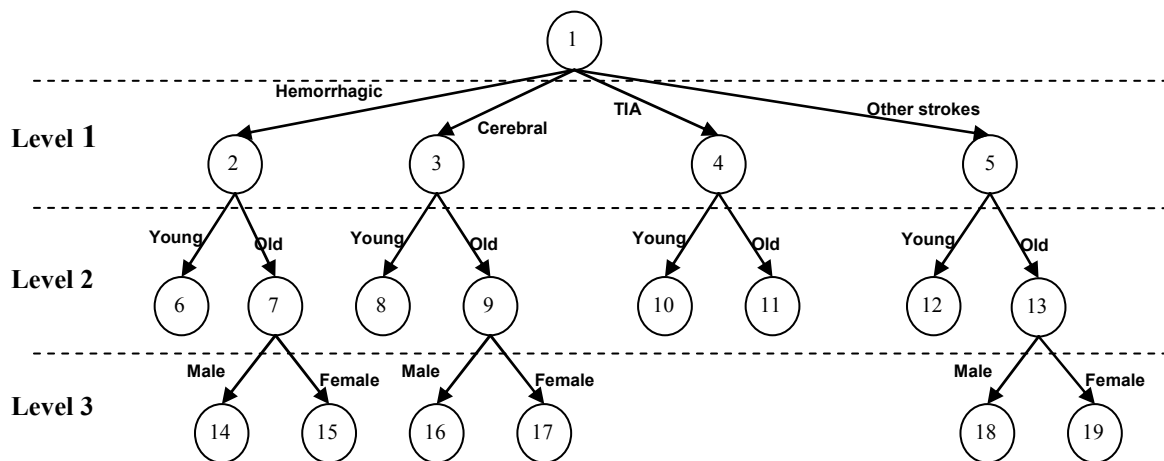 1
Hemorrhagic
Cerebral
TIA
Other strokes
Level 1
2
3
4
5
Young
Old
Young
Old
Young
Old
Young
Old
Level 2
6
7
8
9
10
11
12
13
Male
Female
Male
Female
Male
Female
Level 3
14
15
16
17
18
19